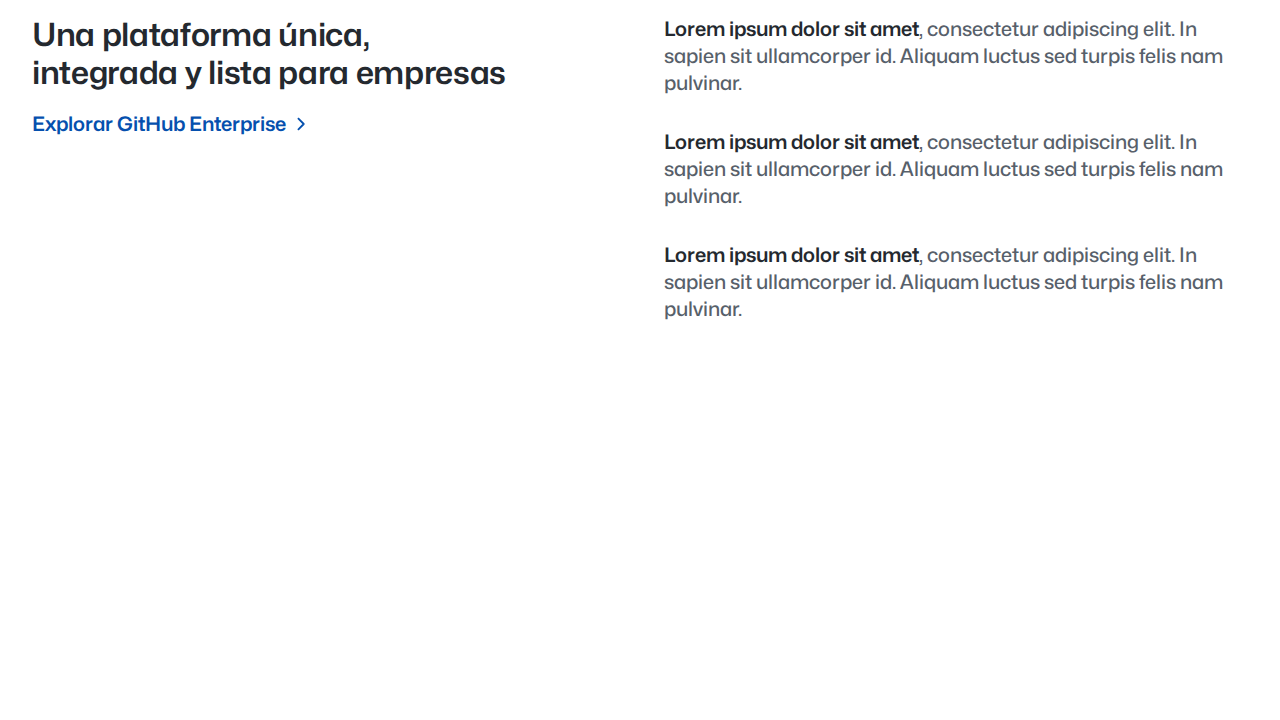 Una plataforma única,
integrada y lista para empresas
Explorar GitHub Enterprise
Lorem ipsum dolor sit amet, consectetur adipiscing elit. In
sapien sit ullamcorper id. Aliquam luctus sed turpis felis nam
pulvinar.
Lorem ipsum dolor sit amet, consectetur adipiscing elit. In
sapien sit ullamcorper id. Aliquam luctus sed turpis felis nam
pulvinar.
Lorem ipsum dolor sit amet, consectetur adipiscing elit. In
sapien sit ullamcorper id. Aliquam luctus sed turpis felis nam
pulvinar.